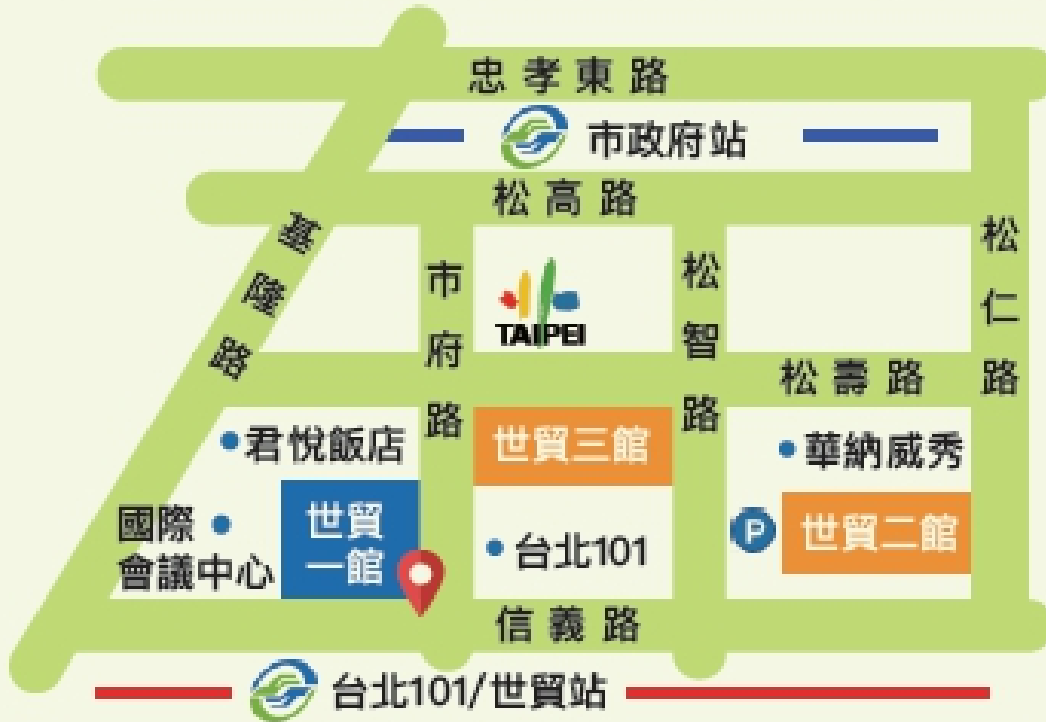 忠孝東路
市政府站
松高路
基隆路
市府路
TAIPEI
松智路
松仁路
松壽路
君悅飯店
世貿三館
華納威秀
國際
會議中心
世貿
一館
台北101
P
世貿二館
信義路
台北101/世貿站